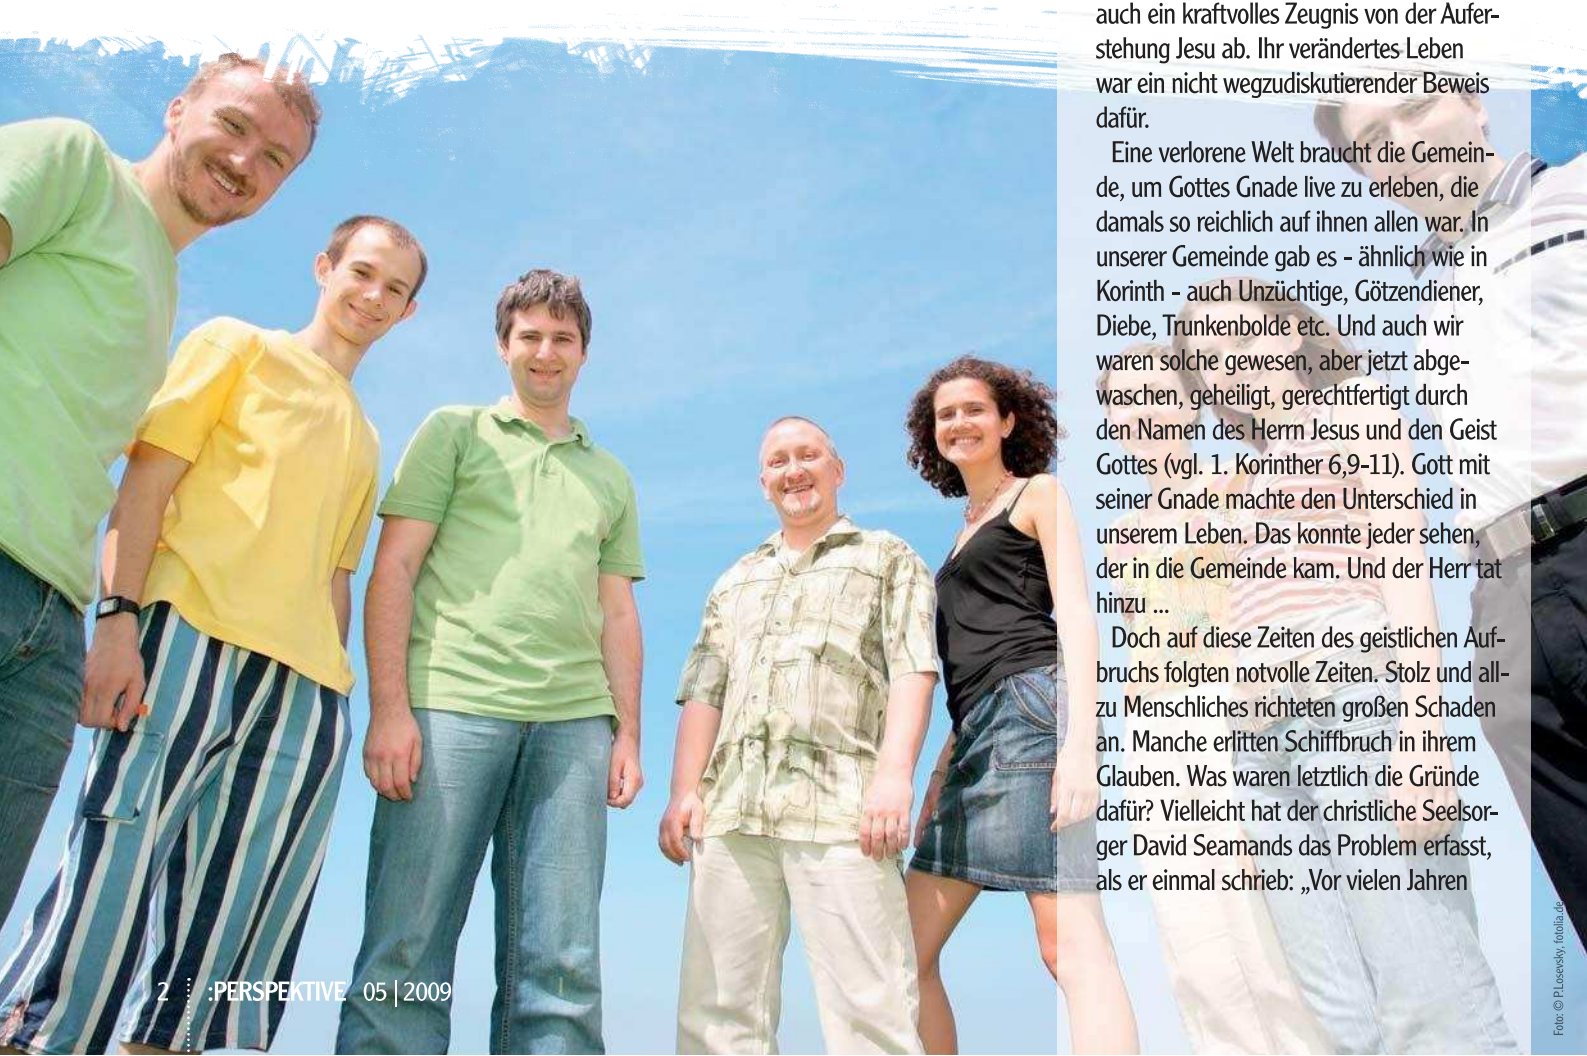 auch ein kraftvolles Zeugnis von der Aufer-
stehung Jesu ab. Ihr verändertes Leben
war ein nicht wegzudiskutierender Beweis
dafür.
Eine verlorene Welt braucht die Gemein-
de, um Gottes Gnade live zu erleben, die
damals so reichlich auf ihnen allen war. In
unserer Gemeinde gab es - ähnlich wie in
Korinth - auch Unzüchtige, Götzendiener,
Diebe, Trunkenbolde etc. Und auch wir
waren solche gewesen, aber jetzt abge-
waschen, geheiligt, gerechtfertigt durch
den Namen des Herrn Jesus und den Geist
Gottes (vgl. 1. Korinther 6,9-11). Gott mit
seiner Gnade machte den Unterschied in
unserem Leben. Das konnte jeder sehen,
der in die Gemeinde kam. Und der Herr tat
hinzu ...
Doch auf diese Zeiten des geistlichen Auf-
bruchs folgten notvolle Zeiten. Stolz und all-
zu Menschliches richteten großen Schaden
an. Manche erlitten Schiffbruch in ihrem
Glauben. Was waren letztlich die Gründe
dafür? Vielleicht hat der christliche Seelsor-
ger David Seamands das Problem erfasst,
als er einmal schrieb: „Vor vielen Jahren
Foto: © P.Losevsky, fotolia.de
2 :PERSPEKTIVE 05 | 2009